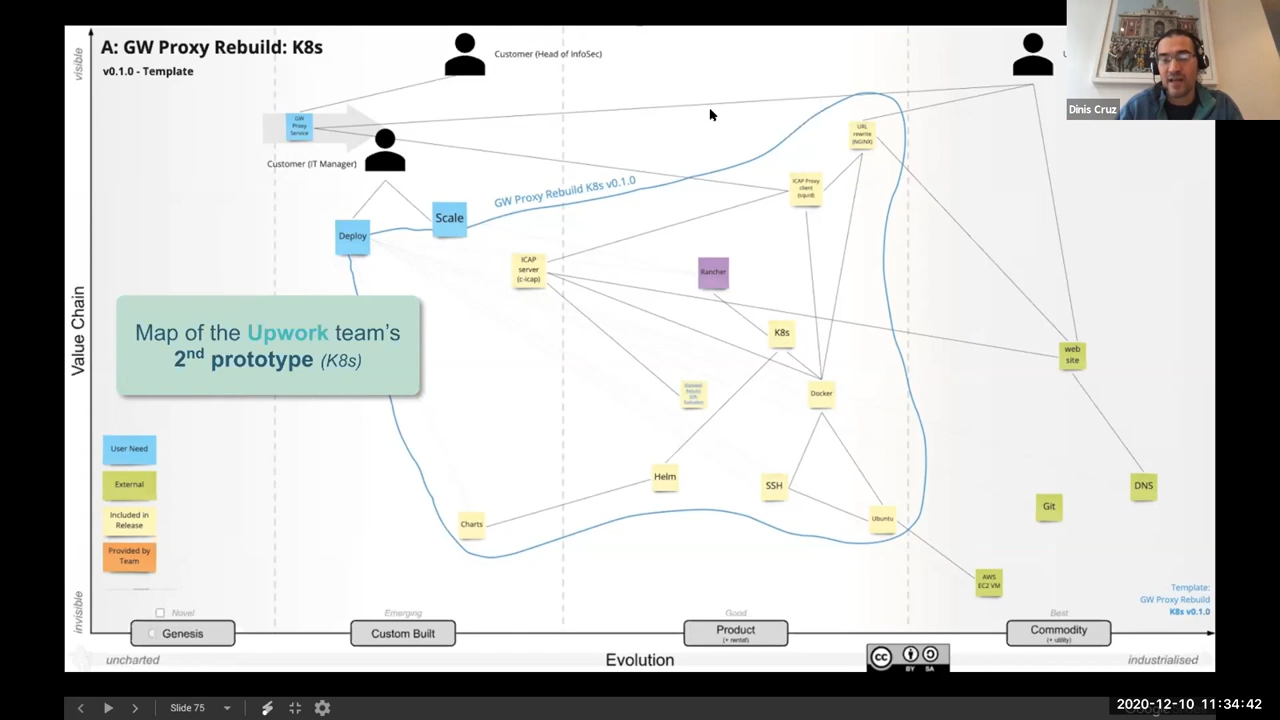 A: GW Proxy Rebuild: K8s
v0.1.0 - Template
visible
Customer (Head of InfoSec)
Dinis Cruz
GW
Proxy
Service
Customer (IT Manager)
URL
rewrite
(NGINX)
ICAP Proxy
client
(squid)
GW Proxy Rebuild K8s v0.1.0
Scale
Deploy
ICAP
server
(c-icap)
Rancher
K8s
Value Chain
Map of the Upwork team's
2nd prototype (K8s)
web
site
Docker
User Need
External
Included in
Release
Provided by
Team
Helm
SSH
DNS
Git
Charts
Ubuntu
AWS
EC2 VM
Template:
GW Proxy Rebuild
K8s v0.1.0
invisible
Novel
Emerging
Good
Best
Genesis
Custom Built
Product
(+ rental)
Commodity
(+ utility)
uncharted
Evolution
cc
BY SA
industrialised
Slide 75
2020-12-10 11:34:42